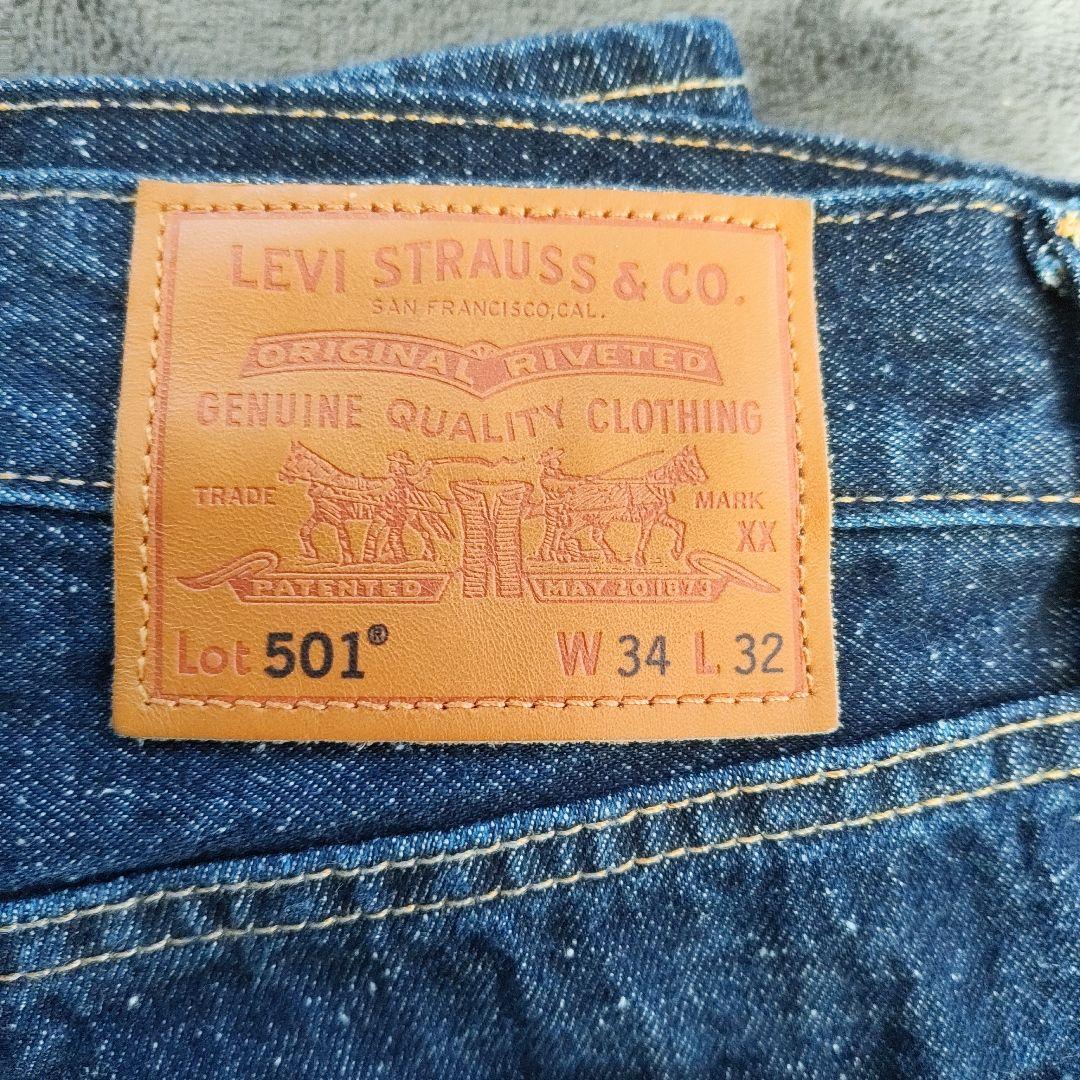 LEVI STRAUSS & CO.
SAN FRANCISCO, CAL.
ORIGINAL RIVETED
GENUINE QUALITY CLOTHING
TRADE MARK
XX
PATENTED MAY 20 1873
Lot 501® W 34 L 32